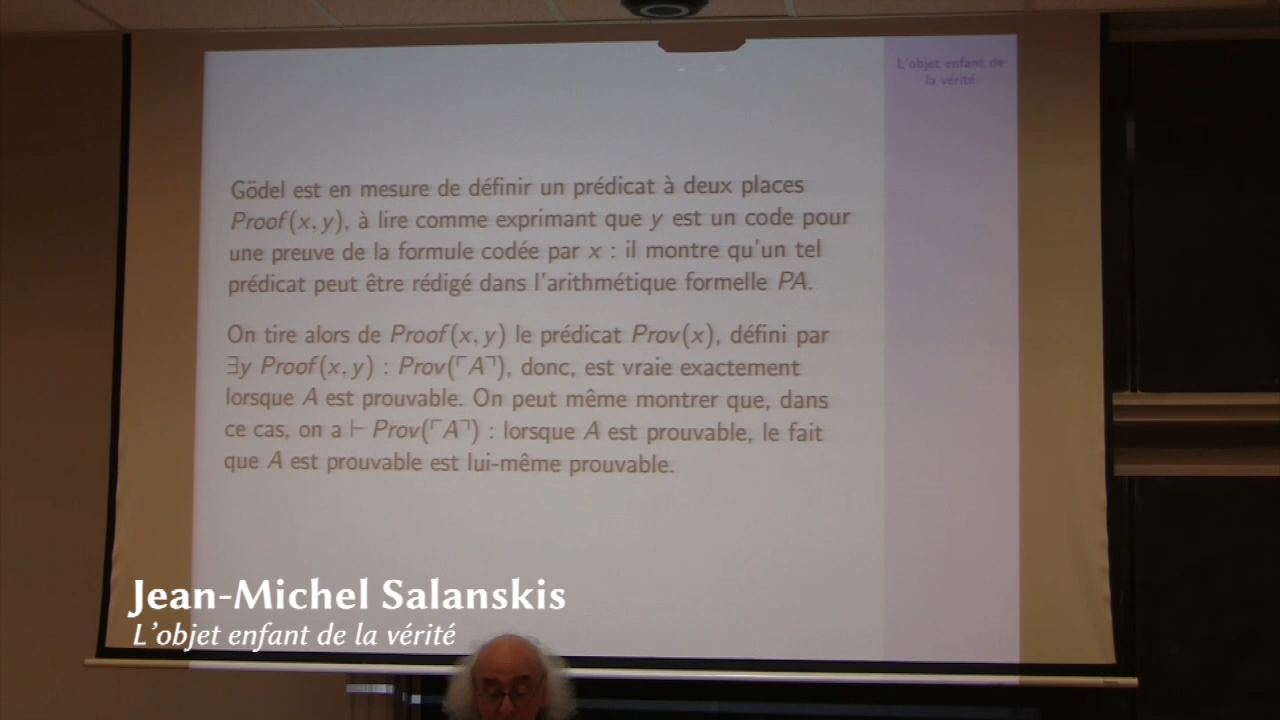 L'objet enfant de
la vérité
Gödel est en mesure de définir un prédicat à deux places
Proof(x, y), à lire comme exprimant que y est un code pour
une preuve de la formule codée par x : il montre qu'un tel
prédicat peut être rédigé dans l'arithmétique formelle PA.
On tire alors de Proof(x, y) le prédicat Prov(x), défini par
∃y Proof(x, y) : Prov(⌜A⌝), donc, est vraie exactement
lorsque A est prouvable. On peut même montrer que, dans
ce cas, on a ⊢ Prov(⌜A⌝) : lorsque A est prouvable, le fait
que A est prouvable est lui-même prouvable.
Jean-Michel Salanskis
L'objet enfant de la vérité